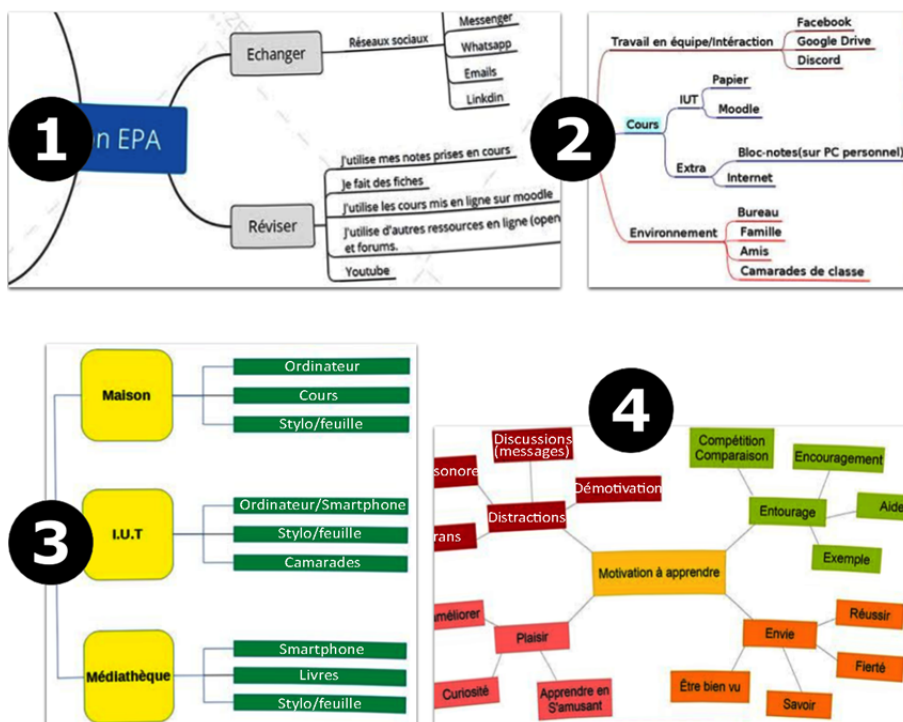 1
n EPA
Echanger
Réseaux sociaux
Messenger
Whatsapp
Emails
Linkdin
Réviser
J'utilise mes notes prises en cours
Je fait des fiches
J'utilise les cours mis en ligne sur moodle
J'utilise d'autres ressources en ligne (open
et forums.
Youtube
2
Travail en équipe/Intéraction
Facebook
Google Drive
Discord
Cours
IUT
Papier
Moodle
Extra
Bloc-notes(sur PC personnel)
Internet
Environnement
Bureau
Famille
Amis
Camarades de classe
3
Maison
Ordinateur
Cours
Stylo/feuille
I.U.T
Ordinateur/Smartphone
Stylo/feuille
Camarades
Médiathèque
Smartphone
Livres
Stylo/feuille
4
Motivation à apprendre
Distractions
sonore
Discussions
(messages)
Démotivation
rans
Entourage
Compétition
Comparaison
Encouragement
Aide
Exemple
Plaisir
améliorer
Curiosité
Apprendre en
S'amusant
Envie
Réussir
Fierté
Savoir
Être bien vu